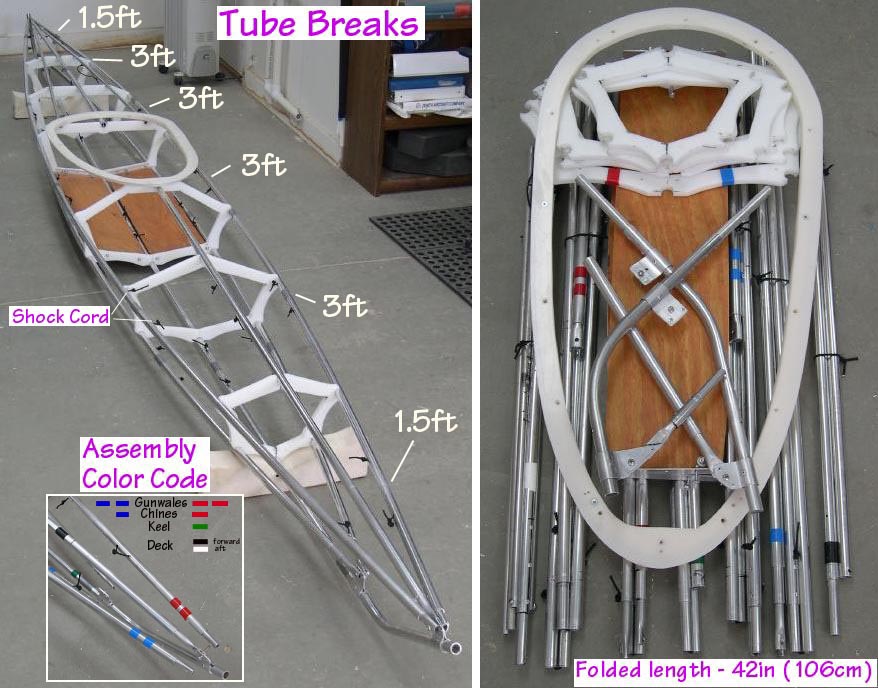 Tube Breaks
1.5ft
3ft
3ft
3ft
3ft
Shock Cord
1.5ft
Assembly
Color Code
Gunwales
Chines
Keel
Deck
forward
aft
Folded length - 42in (106cm)